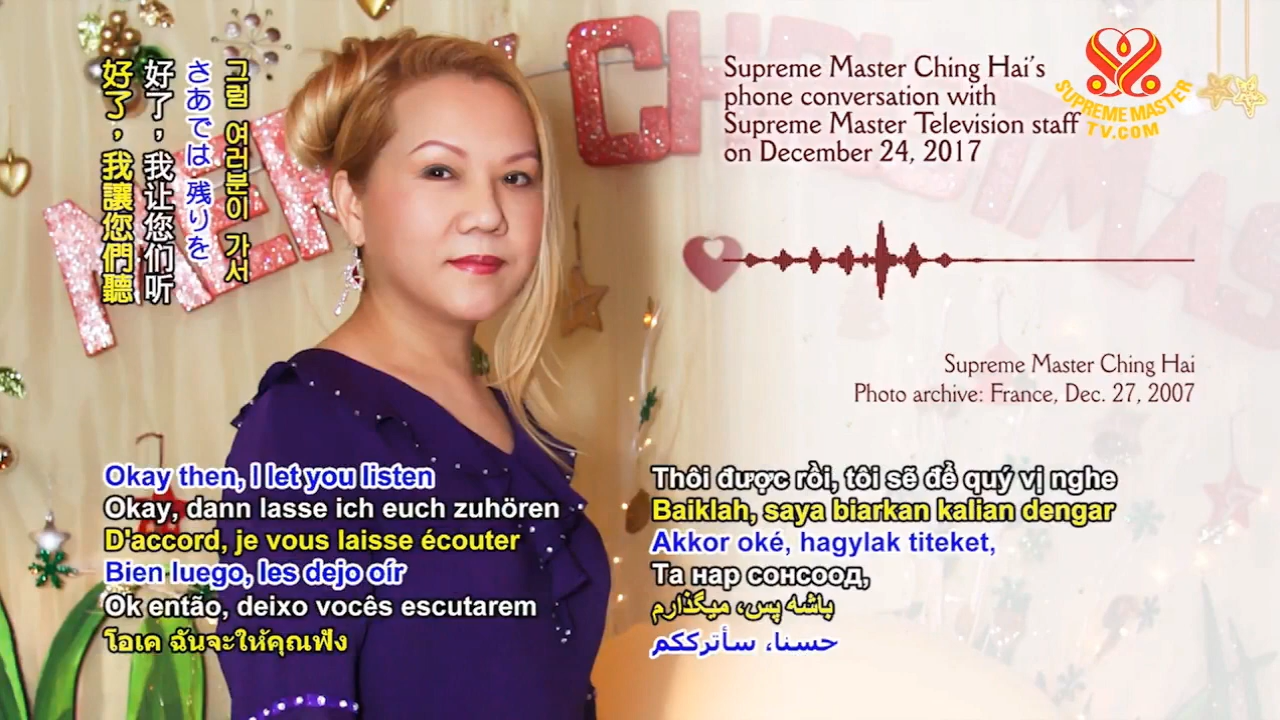 Supreme Master Ching Hai's
phone conversation with
Supreme Master Television staff
on December 24, 2017
SUPREME MASTER
TV.COM
MERRY CHRISTMAS
그럼 여러분이 가서
さあでは 残りを
好了，我让您们听
好了，我讓您們聽
Supreme Master Ching Hai
Photo archive: France, Dec. 27, 2007
Okay then, I let you listen
Okay, dann lasse ich euch zuhören
D'accord, je vous laisse écouter
Bien luego, les dejo oír
Ok então, deixo vocês escutarem
โอเค ฉันจะให้คุณฟัง
Thôi được rồi, tôi sẽ để quý vị nghe
Baiklah, saya biarkan kalian dengar
Akkor oké, hagylak titeket,
Та нар сонсоод,
باشه پس، میگذارم
حسنا، سأترككم